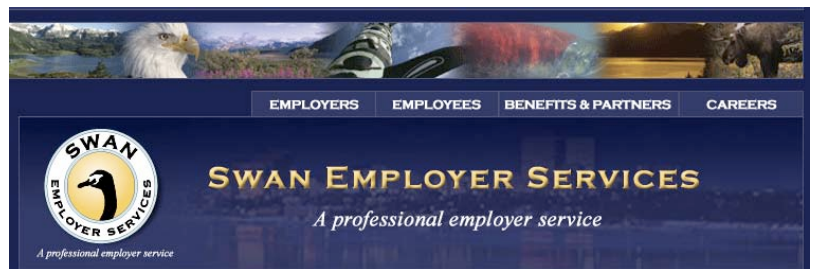 EMPLOYERS EMPLOYEES BENEFITS & PARTNERS CAREERS
SWAN
EMPLOYER SERVICES
A professional employer service
SWAN EMPLOYER SERVICES
A professional employer service